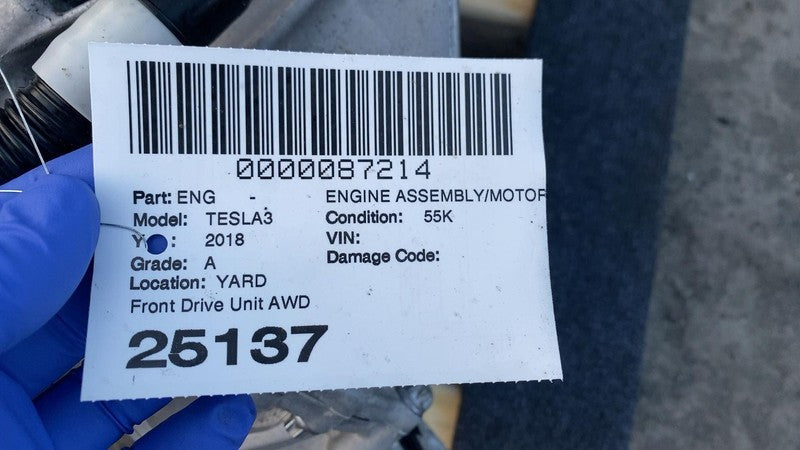 0000087214
Part: ENG - ENGINE ASSEMBLY/MOTOR
Model: TESLA3 Condition: 55K
Y : 2018 VIN:
Grade: A Damage Code:
Location: YARD
Front Drive Unit AWD
25137